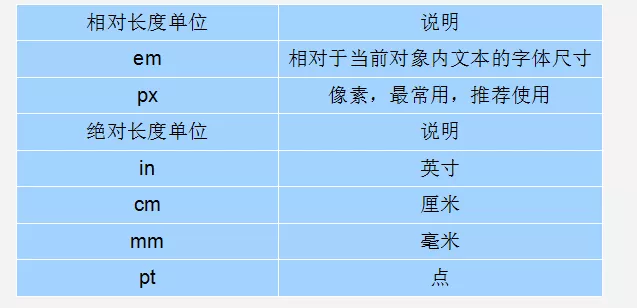 相对长度单位 说明
em 相对于当前对象内文本的字体尺寸
px 像素，最常用，推荐使用
绝对长度单位 说明
in 英寸
cm 厘米
mm 毫米
pt 点